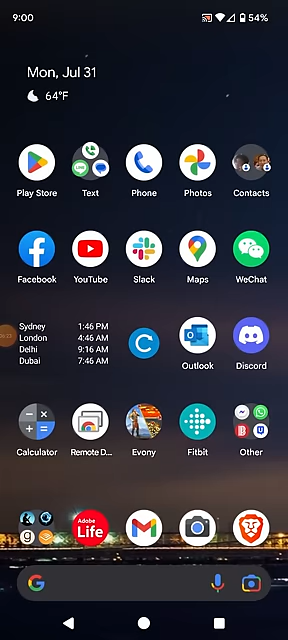 9:00
54%
Mon, Jul 31
64°F
Play Store
Text
Phone
Photos
Contacts
Facebook
YouTube
Slack
Maps
WeChat
Sydney 1:46 PM
London 4:46 AM
Delhi 9:16 AM
Dubai 7:46 AM
Outlook
Discord
Calculator
Remote D...
Evony
Fitbit
Other
Adobe
Life